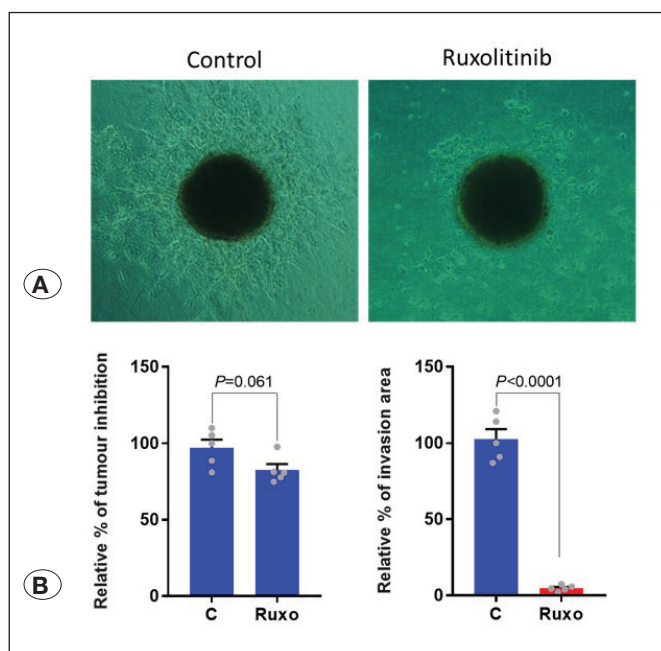 Control
Ruxolitinib
A
Relative % of tumour inhibition
150
100
50
0
P=0.061
C
Ruxo
Relative % of invasion area
150
100
50
0
P<0.0001
C
Ruxo
B